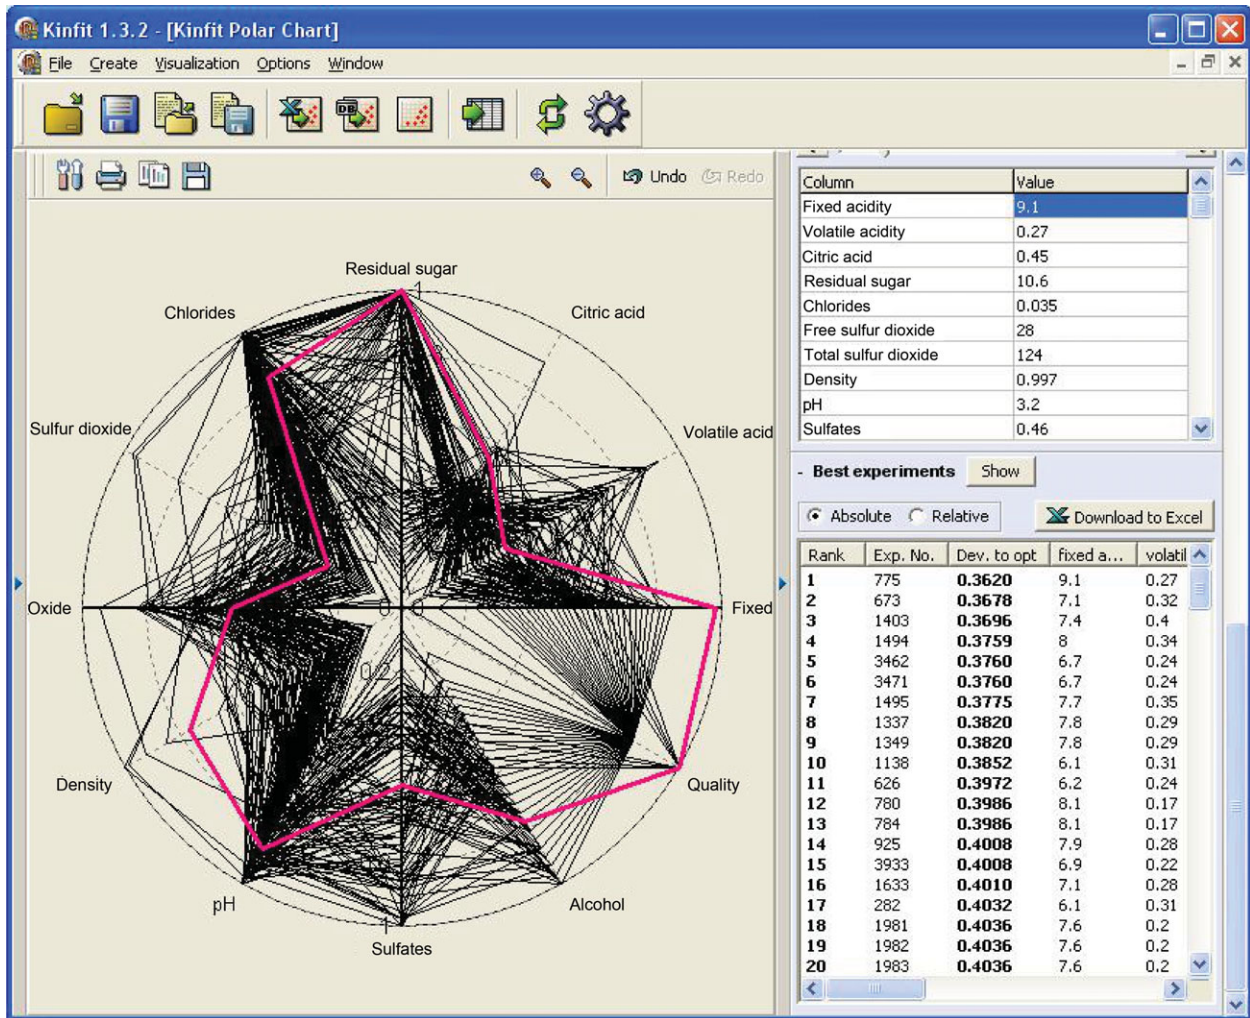 Kinfit 1.3.2 - [Kinfit Polar Chart]
File Create Visualization Options Window
DB
Undo Redo
Residual sugar
1
Chlorides
Citric acid
Sulfur dioxide
Volatile acid
Oxide
0 0
Fixed
0.2
Density
Quality
pH
Alcohol
1
Sulfates
Column Value
Fixed acidity 9.1
Volatile acidity 0.27
Citric acid 0.45
Residual sugar 10.6
Chlorides 0.035
Free sulfur dioxide 28
Total sulfur dioxide 124
Density 0.997
pH 3.2
Sulfates 0.46
- Best experiments Show
Absolute Relative Download to Excel
Rank Exp. No. Dev. to opt fixed a... volatil
1 775 0.3620 9.1 0.27
2 673 0.3678 7.1 0.32
3 1403 0.3696 7.4 0.4
4 1494 0.3759 8 0.34
5 3462 0.3760 6.7 0.24
6 3471 0.3760 6.7 0.24
7 1495 0.3775 7.7 0.35
8 1337 0.3820 7.8 0.29
9 1349 0.3820 7.8 0.29
10 1138 0.3852 6.1 0.31
11 626 0.3972 6.2 0.24
12 780 0.3986 8.1 0.17
13 784 0.3986 8.1 0.17
14 925 0.4008 7.9 0.28
15 3933 0.4008 6.9 0.22
16 1633 0.4010 7.1 0.28
17 282 0.4032 6.1 0.31
18 1981 0.4036 7.6 0.2
19 1982 0.4036 7.6 0.2
20 1983 0.4036 7.6 0.2